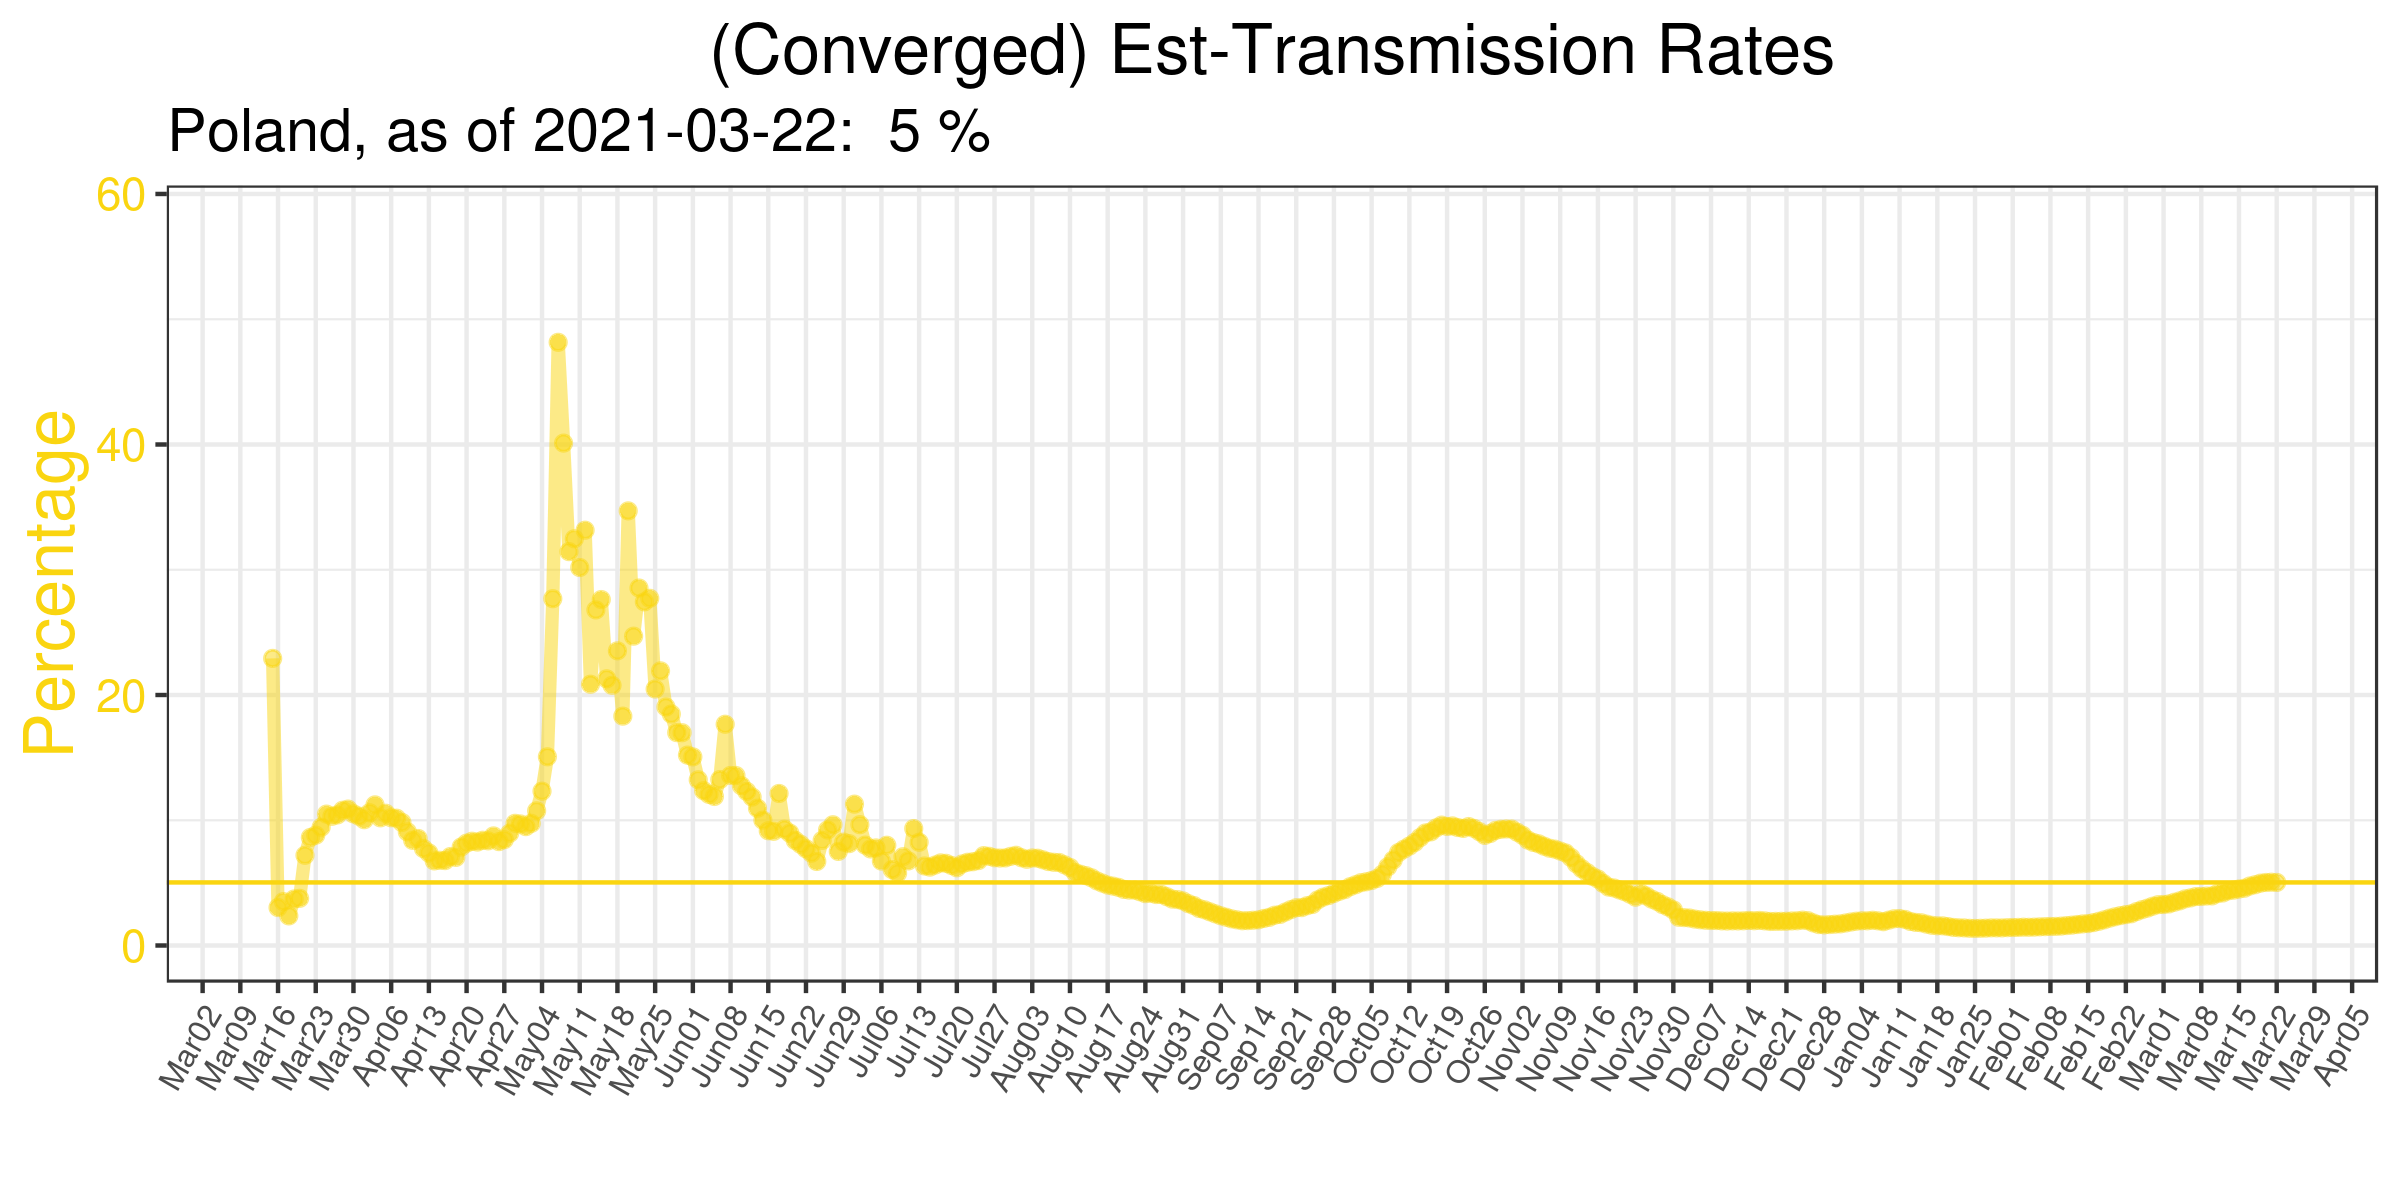 (Converged) Est-Transmission Rates
Poland, as of 2021-03-22:  5 %
Percentage
60
40
20
0
Mar02
Mar09
Mar16
Mar23
Mar30
Apr06
Apr13
Apr20
Apr27
May04
May11
May18
May25
Jun01
Jun08
Jun15
Jun22
Jun29
Jul06
Jul13
Jul20
Jul27
Aug03
Aug10
Aug17
Aug24
Aug31
Sep07
Sep14
Sep21
Sep28
Oct05
Oct12
Oct19
Oct26
Nov02
Nov09
Nov16
Nov23
Nov30
Dec07
Dec14
Dec21
Dec28
Jan04
Jan11
Jan18
Jan25
Feb01
Feb08
Feb15
Feb22
Mar01
Mar08
Mar15
Mar22
Mar29
Apr05